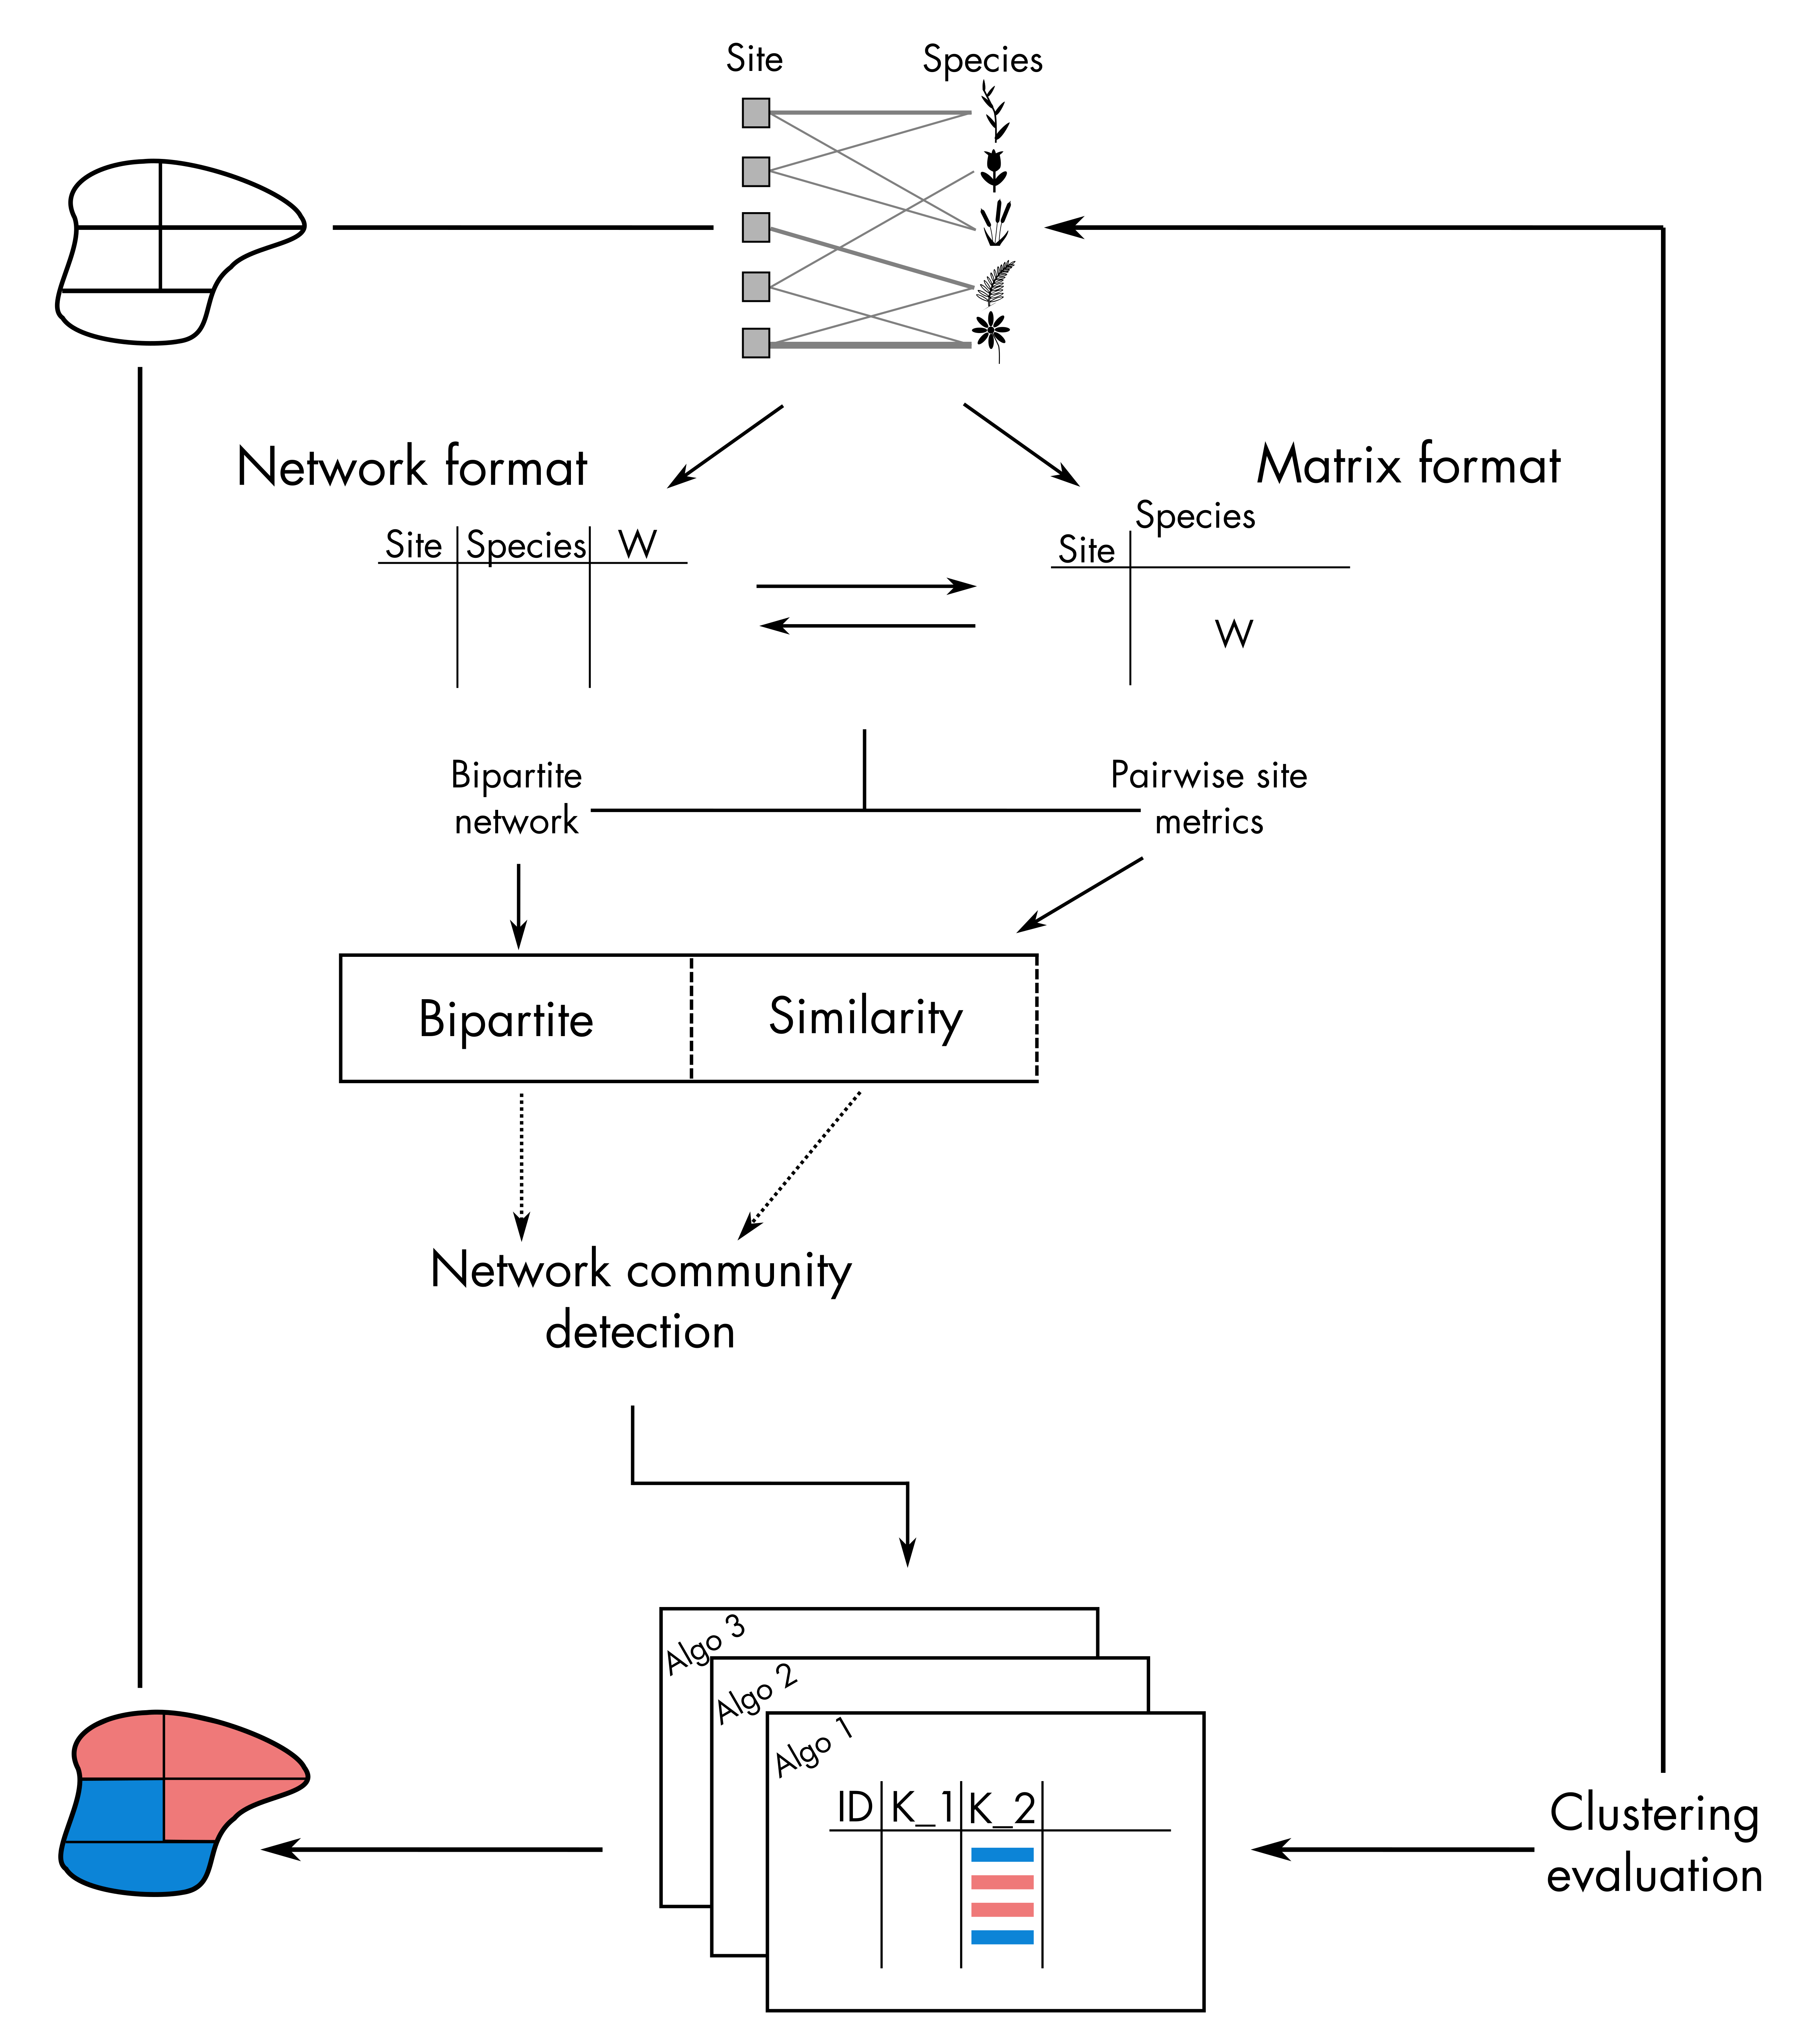 Site
Species
Network format
Matrix format
Site Species W
Species
Site
W
Bipartite
network
Pairwise site
metrics
Bipartite
Similarity
Network community
detection
Algo 3
Algo 2
Algo 1
ID K_1 K_2
Clustering
evaluation